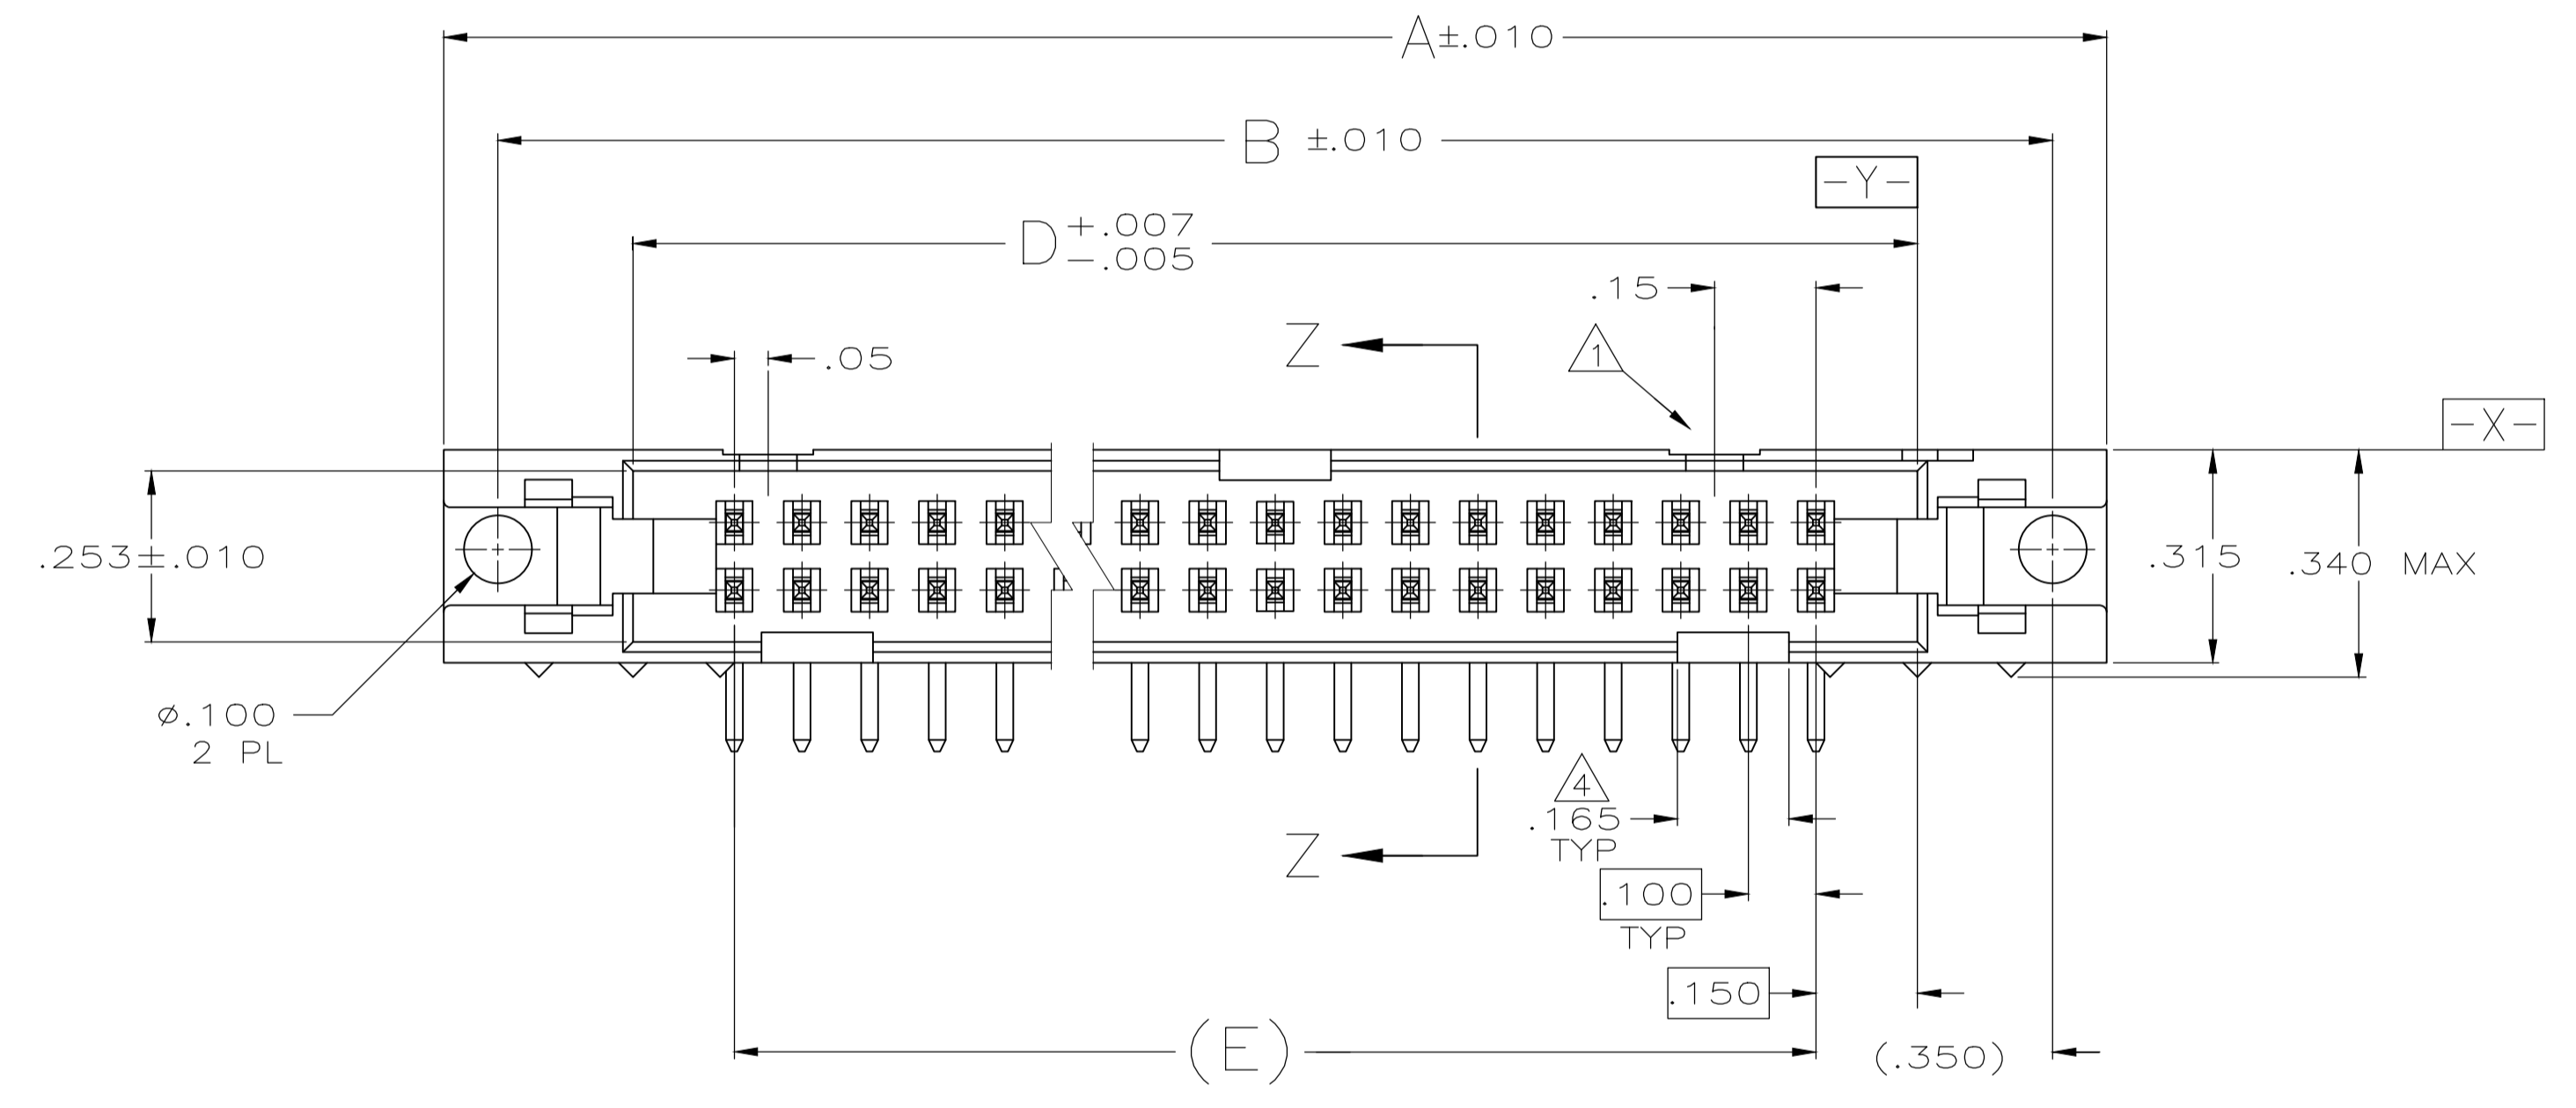 A±.010
B ±.010
-Y-
D +.007
-.005
.15
Z
1
.05
-X-
.253±.010
.315
.340 MAX
⌀.100
2 PL
4
.165
TYP
Z
.100
TYP
.150
(E)
(.350)